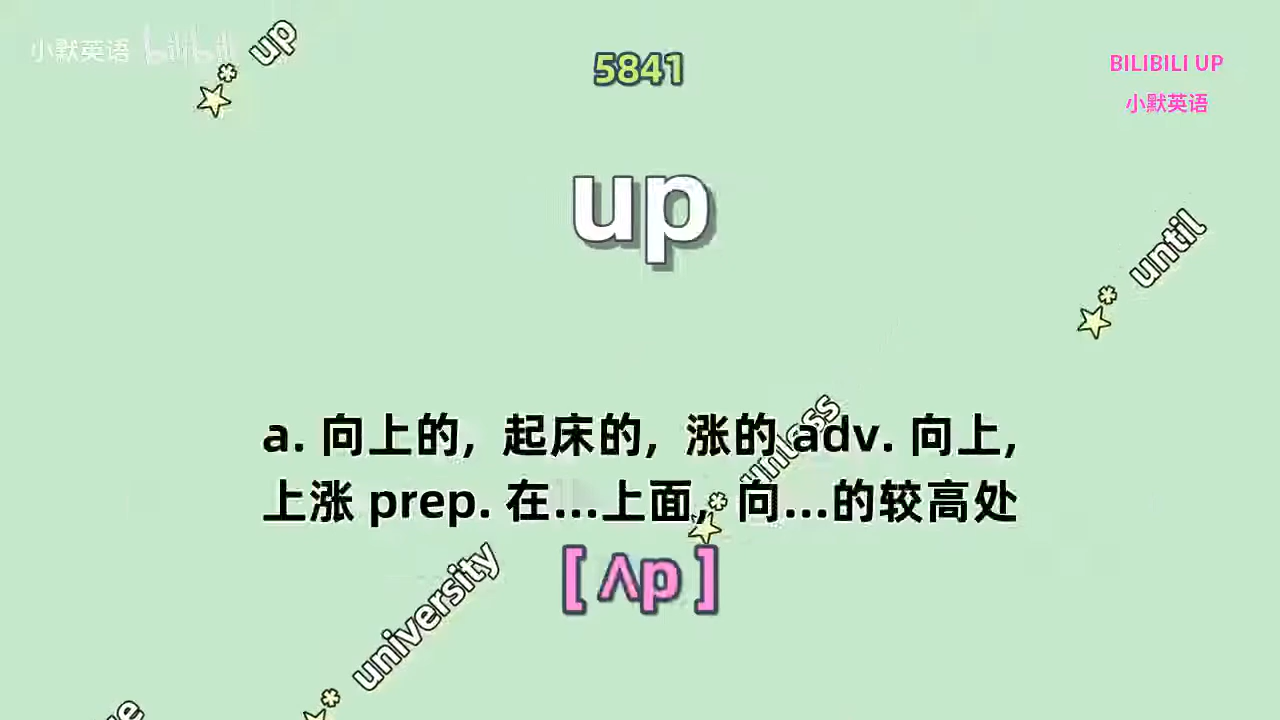 小默英语 bilibili
up
5841
BILIBILI UP
小默英语
up
until
unless
a. 向上的, 起床的, 涨的 adv. 向上,
上涨 prep. 在...上面, 向...的较高处
[ ʌp ]
university